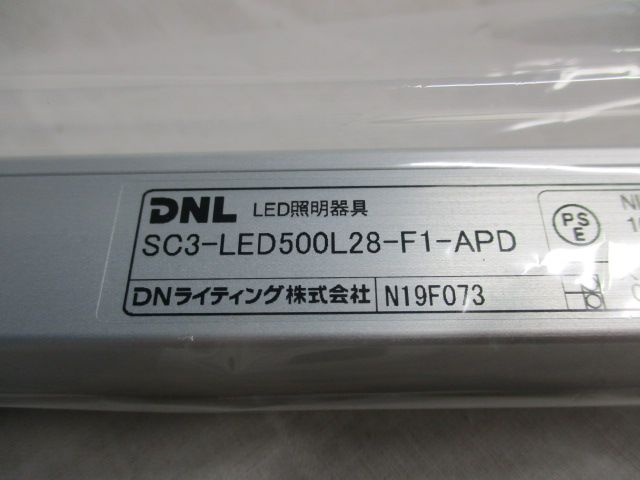 DNL LED照明器具
SC3-LED500L28-F1-APD
DNライティング株式会社 N19F073
PS
E